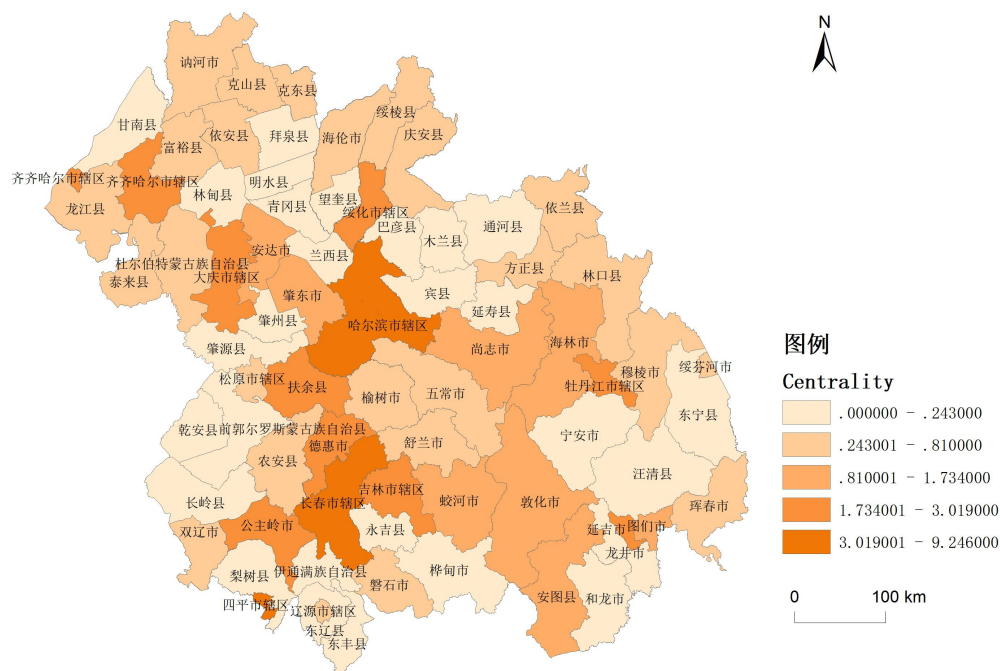 N
讷河市
克山县
克东县
绥棱县
甘南县
富裕县
依安县
拜泉县
海伦市
庆安县
齐齐哈尔市辖区
齐齐哈尔市辖区
林甸县
明水县
望奎县
龙江县
青冈县
绥化市辖区
依兰县
巴彦县
木兰县
通河县
安达市
兰西县
杜尔伯特蒙古族自治县
方正县
林口县
泰来县
大庆市辖区
肇东市
宾县
延寿县
肇州县
哈尔滨市辖区
肇源县
尚志市
海林市
绥芬河市
松原市辖区
扶余县
穆棱市
牡丹江市辖区
榆树市
五常市
东宁县
乾安县
前郭尔罗斯蒙古族自治县
德惠市
舒兰市
宁安市
农安县
汪清县
长岭县
长春市辖区
吉林市辖区
蛟河市
敦化市
珲春市
双辽市
公主岭市
永吉县
延吉市
图们市
龙井市
梨树县
伊通满族自治县
磐石市
桦甸市
安图县
和龙市
四平市辖区
辽源市辖区
东辽县
东丰县
图例
Centrality
.000000 - .243000
.243001 - .810000
.810001 - 1.734000
1.734001 - 3.019000
3.019001 - 9.246000
0 100 km